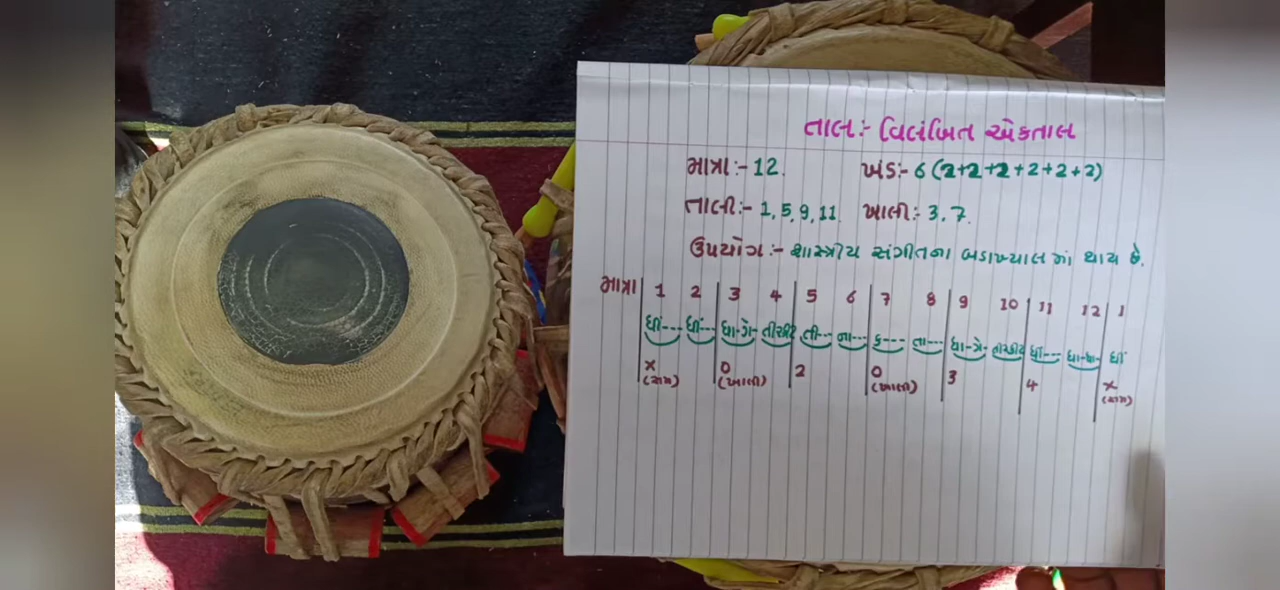 તાલ:- વિલંબિત એકતાલ
માત્રા:- 12. ખંડ:- 6 (2+2+2+2+2+2)
તાલી:- 1, 5, 9, 11 ખાલી:- 3, 7.
ઉપયોગ:- શાસ્ત્રીય સંગીતના બડાખ્યાલ માં થાય છે.
માત્રા 1 2 3 4 5 6 7 8 9 10 11 12 1
ધીં--- ધીં--- ધા-ગે- તીરકીટ તી--- ના--- ક--- તા--- ધા-ગે- તીરકીટ ધીં--- ધા-ધા- ધીં
X 0 2 0 3 4 X
(સમ) (ખાલી) (ખાલી) (સમ)